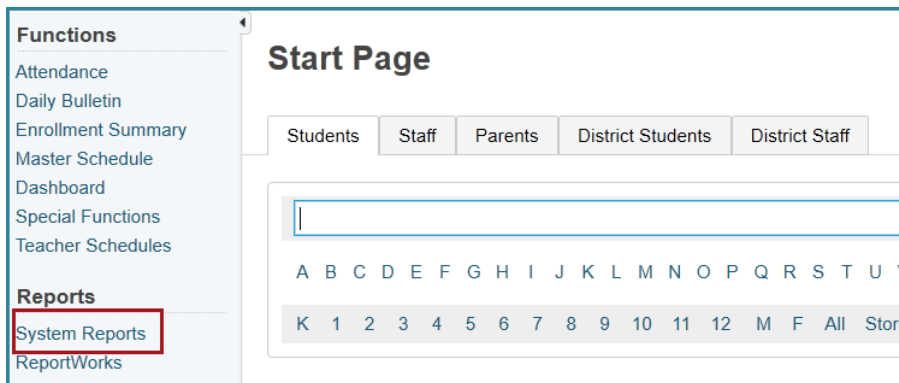 Functions
Attendance
Daily Bulletin
Enrollment Summary
Master Schedule
Dashboard
Special Functions
Teacher Schedules
Reports
System Reports
ReportWorks
Start Page
Students Staff Parents District Students District Staff
A B C D E F G H I J K L M N O P Q R S T U
K 1 2 3 4 5 6 7 8 9 10 11 12 M F All Stor